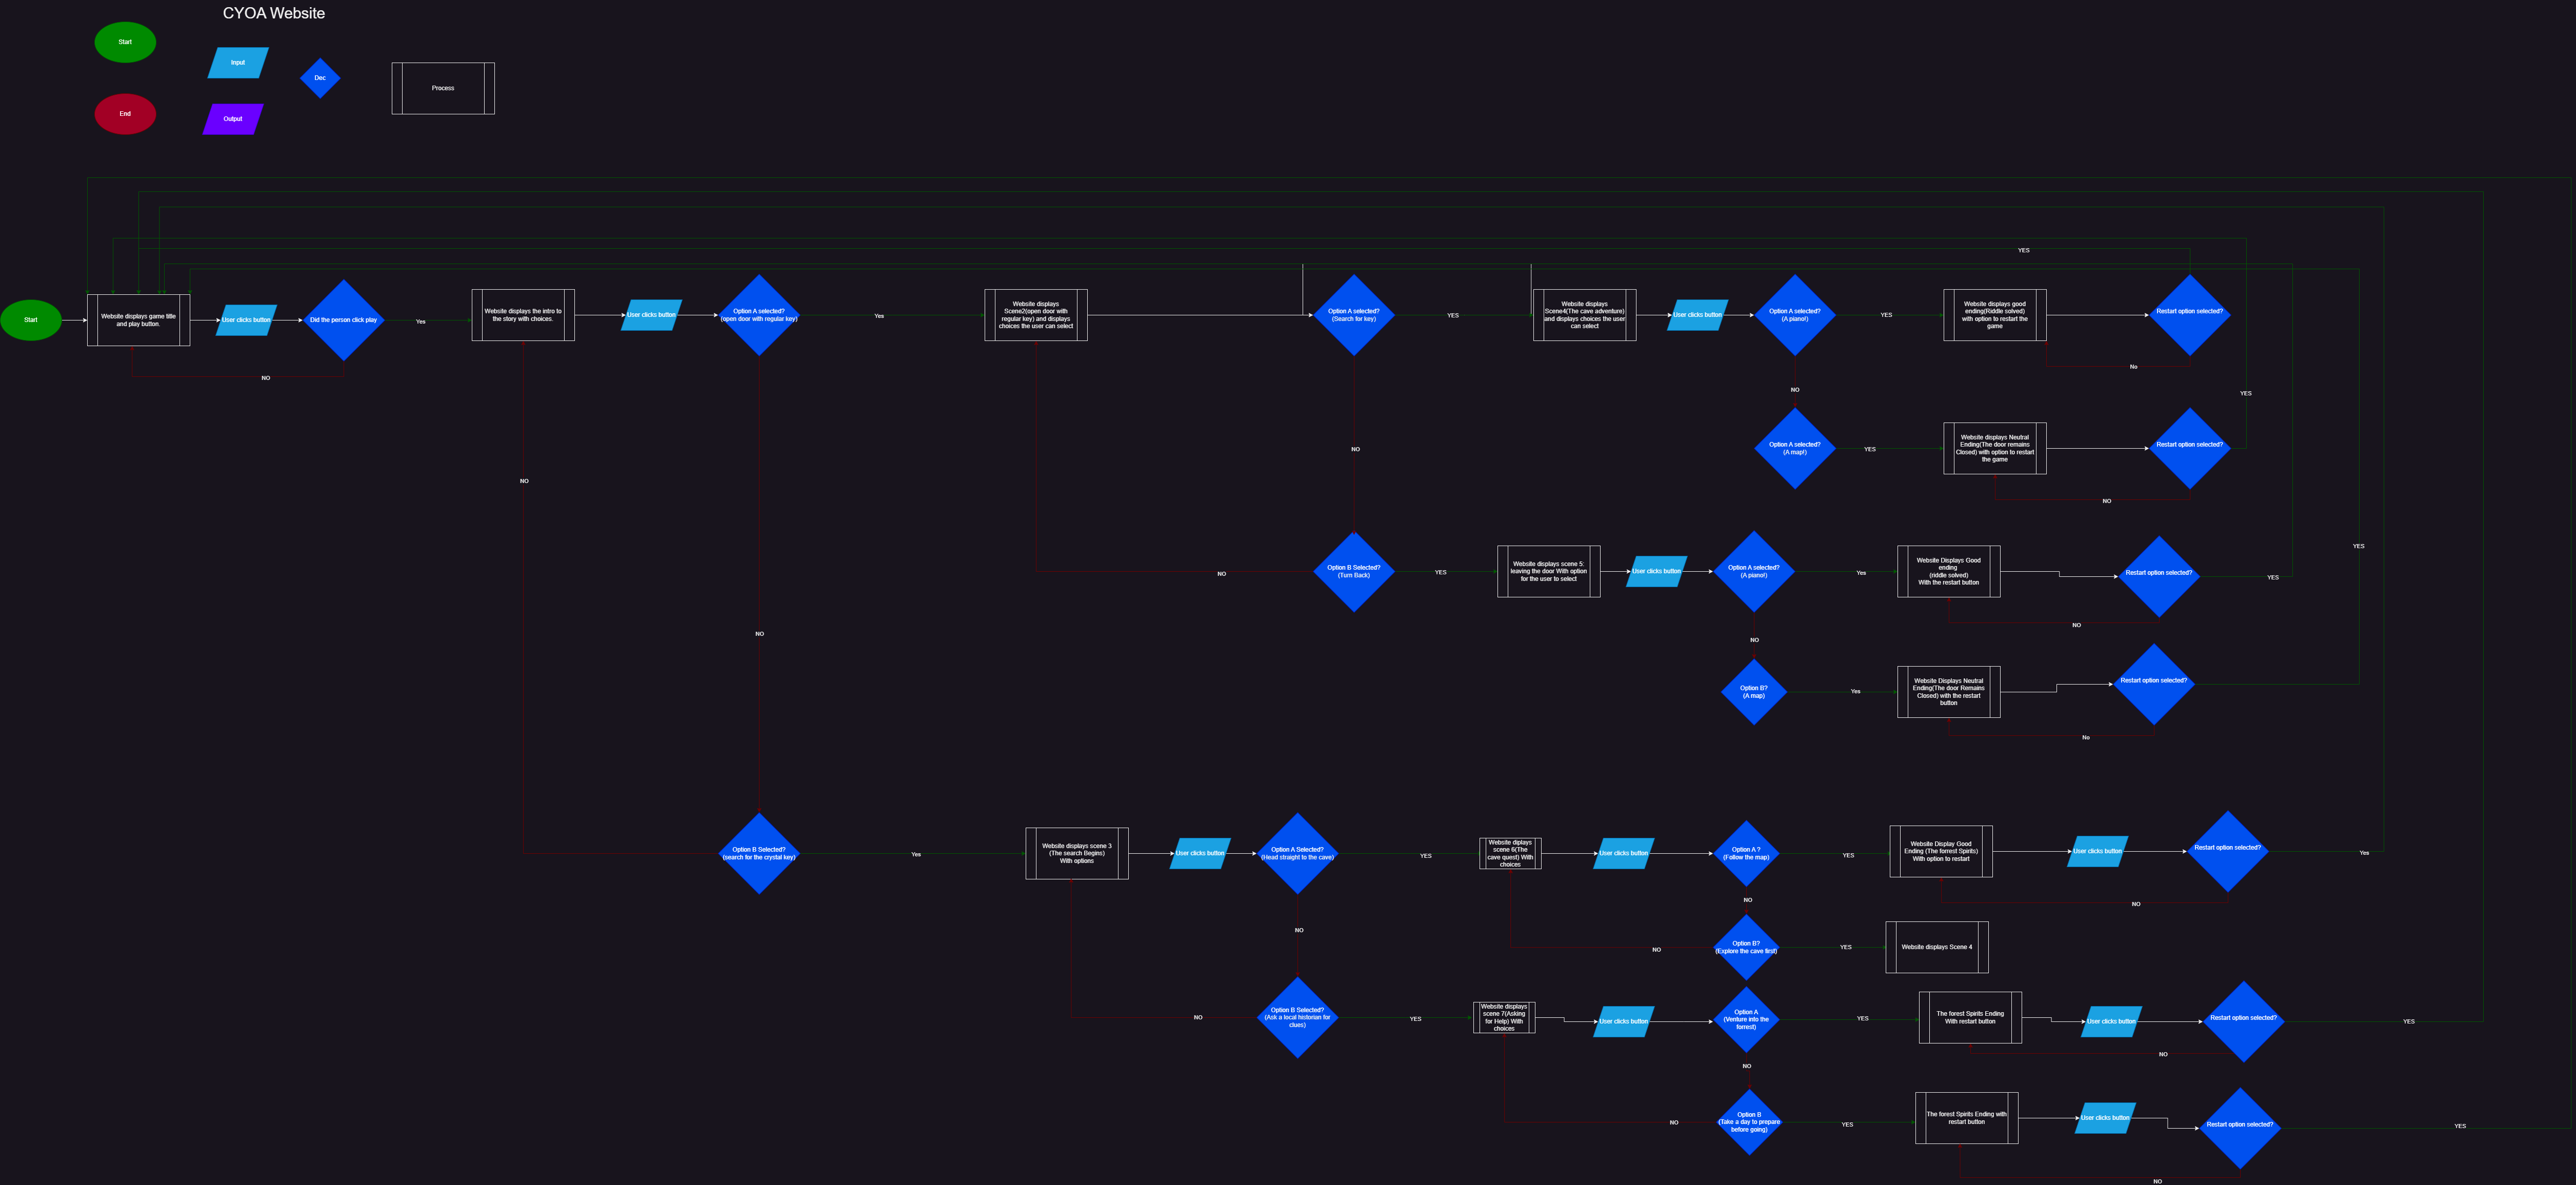 CYOA Website
Start
Input
Dec
Process
End
Output
YES
Start
Website displays game title
and play button.
User clicks button
Did the person click play
Yes
NO
Website displays the intro to
the story with choices.
User clicks button
Option A selected?
(open door with regular key)
Yes
Website displays
Scene2(open door with
regular key) and displays
choices the user can select
Option A selected?
(Search for key)
YES
Website displays
Scene4(The cave adventure)
and displays choices the user
can select
User clicks button
Option A selected?
(A piano!)
YES
Website displays good
ending(Riddle solved)
with option to restart the
game
Restart option selected?
No
NO
YES
Option A selected?
(A map!)
YES
Website displays Neutral
Ending(The door remains
Closed) with option to restart
the game
Restart option selected?
NO
NO
NO
YES
NO
Option B Selected?
(Turn Back)
YES
Website displays scene 5:
leaving the door With option
for the user to select
User clicks button
Option A selected?
(A piano!)
Yes
Website Displays Good
ending
(riddle solved)
With the restart button
Restart option selected?
YES
NO
NO
NO
Option B?
(A map)
Yes
Website Displays Neutral
Ending(The door Remains
Closed) with the restart
button
Restart option selected?
No
Option B Selected?
(search for the crystal key)
Yes
Website displays scene 3
(The search Begins)
With options
User clicks button
Option A Selected?
(Head straight to the cave)
YES
Website diplays
scene 6(The
cave quest) With
choices
User clicks button
Option A ?
(Follow the map)
YES
Website Display Good
Ending (The forrest Spirits)
With option to restart
User clicks button
Restart option selected?
Yes
NO
NO
NO
NO
Option B?
(Explore the cave first)
YES
Website displays Scene 4
NO
Option B Selected?
(Ask a local historian for
clues)
YES
Website displays
scene 7(Asking
for Help) With
choices
User clicks button
Option A
(Venture into the
forrest)
YES
The forest Spirits Ending
With restart button
User clicks button
Restart option selected?
YES
NO
NO
NO
Option B
(Take a day to prepare
before going)
YES
The forest Spirits Ending with
restart button
User clicks button
Restart option selected?
YES
NO